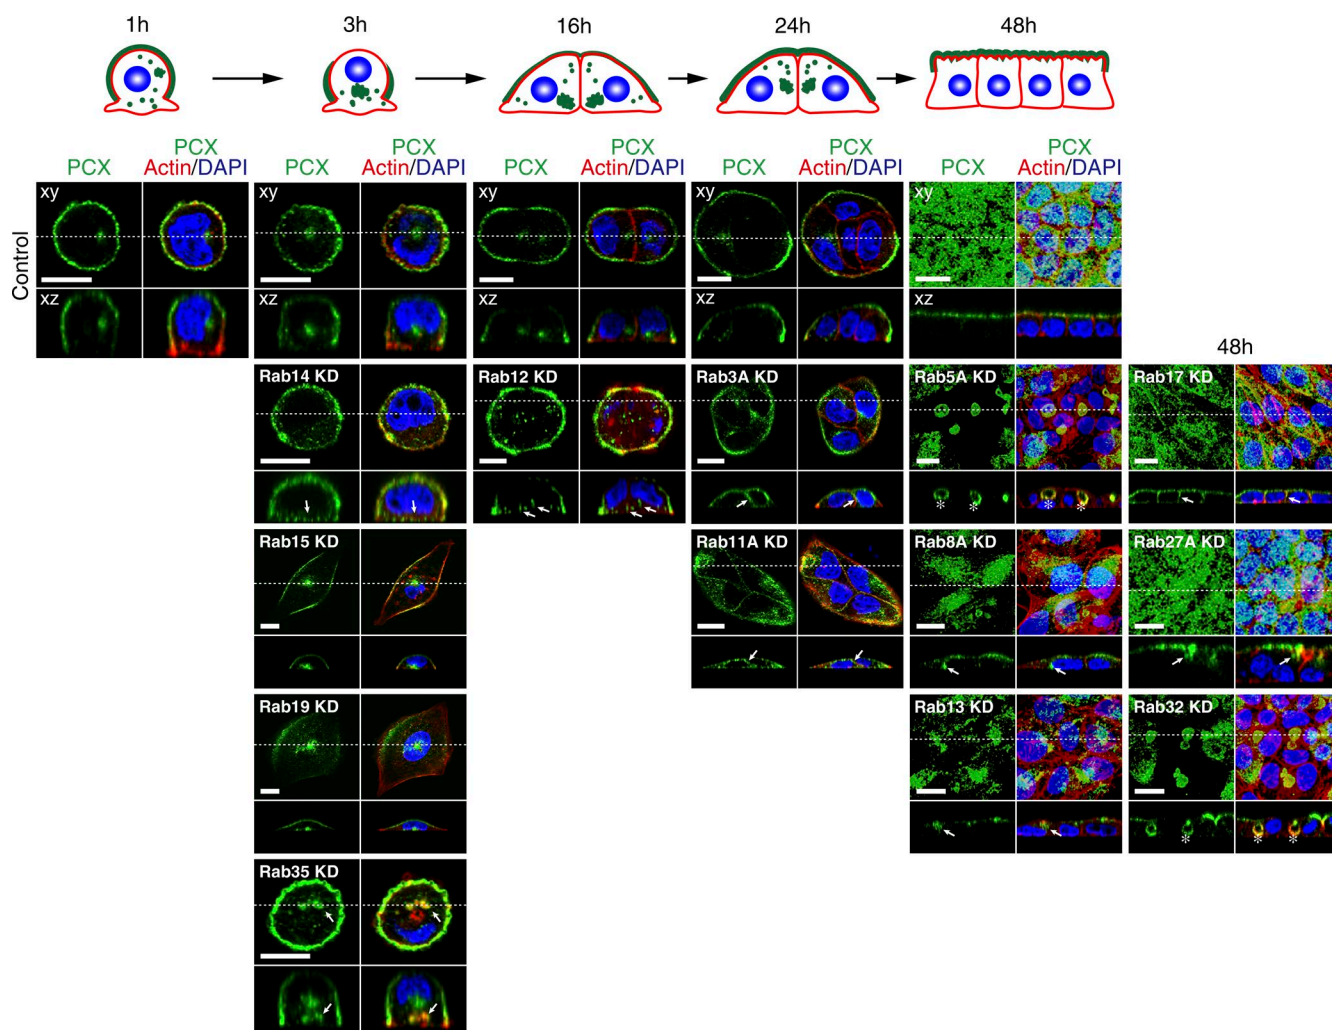 1h 3h 16h 24h 48h
PCX PCX Actin/DAPI PCX PCX Actin/DAPI PCX PCX Actin/DAPI PCX PCX Actin/DAPI PCX PCX Actin/DAPI
Control
xy xy xy xy xy
xz xz xz xz xz
48h
Rab14 KD Rab12 KD Rab3A KD Rab5A KD Rab17 KD
* * * *
Rab15 KD Rab11A KD Rab8A KD Rab27A KD
Rab19 KD Rab13 KD Rab32 KD
* * *
Rab35 KD